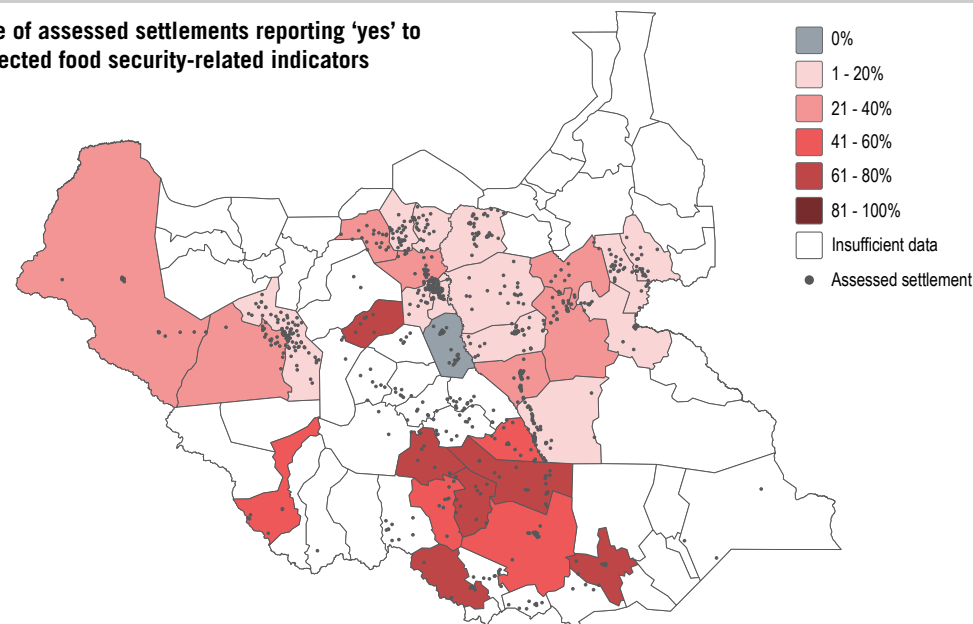 of assessed settlements reporting ‘yes’ to
food security-related indicators
0%
1 - 20%
21 - 40%
41 - 60%
61 - 80%
81 - 100%
Insufficient data
Assessed settlement